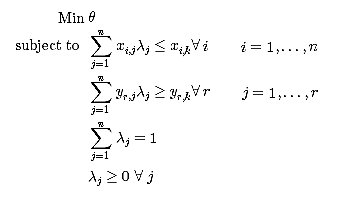 Min θ
subject to ∑_{j=1}^{n} x_{i,j} λ_j ≤ x_{i,k} ∀ i i = 1, . . . , n
∑_{j=1}^{n} y_{r,j} λ_j ≥ y_{r,k} ∀ r j = 1, . . . , r
∑_{j=1}^{n} λ_j = 1
λ_j ≥ 0 ∀ j